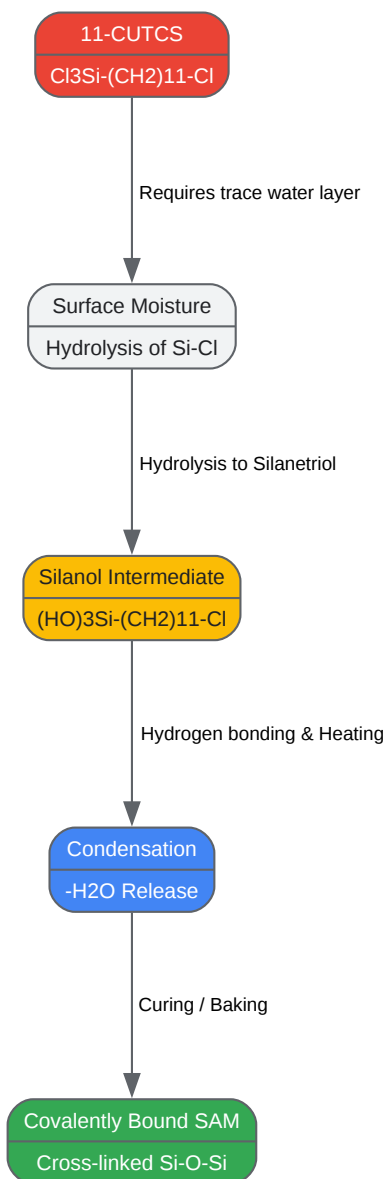 11-CUTCS
Cl3Si-(CH2)11-Cl
Requires trace water layer
Surface Moisture
Hydrolysis of Si-Cl
Hydrolysis to Silanetriol
Silanol Intermediate
(HO)3Si-(CH2)11-Cl
Hydrogen bonding & Heating
Condensation
-H2O Release
Curing / Baking
Covalently Bound SAM
Cross-linked Si-O-Si